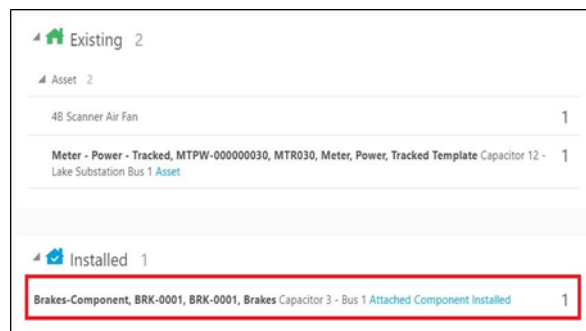 Existing 2
Asset 2
4B Scanner Air Fan 1
Meter - Power - Tracked, MTPW-000000030, MTR030, Meter, Power, Tracked Template Capacitor 12 - 1
Lake Substation Bus 1 Asset
Installed 1
Brakes-Component, BRK-0001, BRK-0001, Brakes Capacitor 3 - Bus 1 Attached Component Installed 1